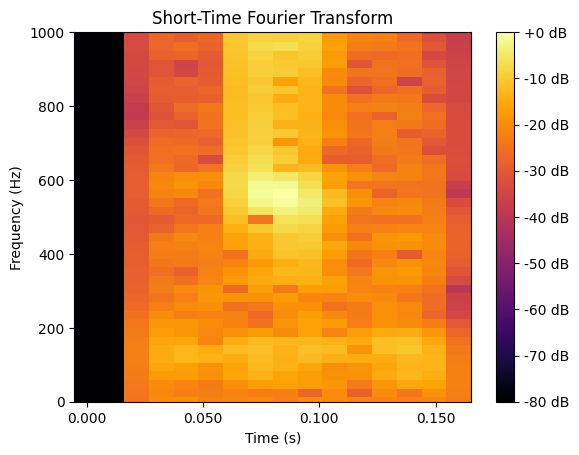 Short-Time Fourier Transform
1000
800
600
400
200
0
Frequency (Hz)
0.000
0.050
0.100
0.150
Time (s)
+0 dB
-10 dB
-20 dB
-30 dB
-40 dB
-50 dB
-60 dB
-70 dB
-80 dB